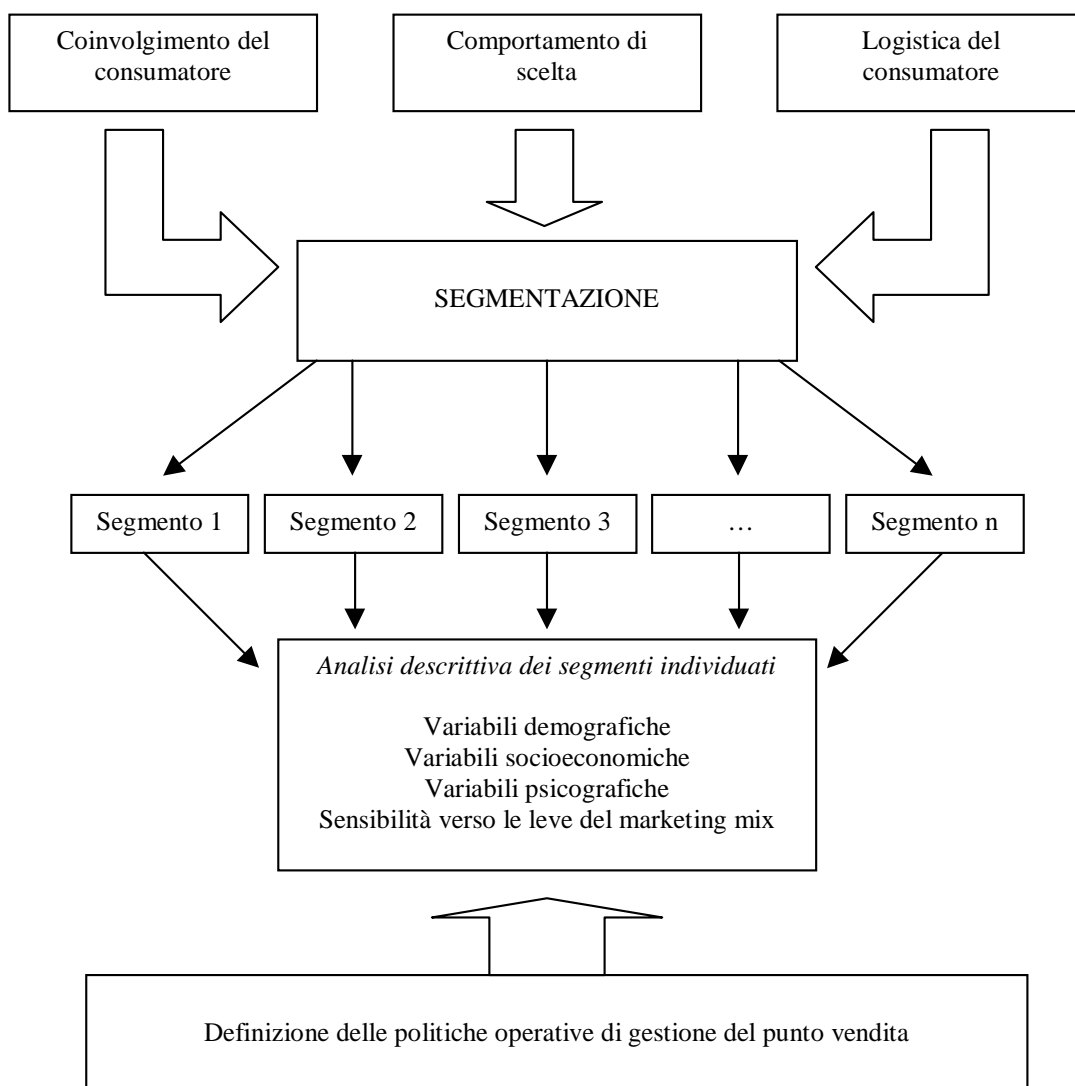 Coinvolgimento del
consumatore
Comportamento di
scelta
Logistica del
consumatore
SEGMENTAZIONE
Segmento 1
Segmento 2
Segmento 3
…
Segmento n
Analisi descrittiva dei segmenti individuati
Variabili demografiche
Variabili socioeconomiche
Variabili psicografiche
Sensibilità verso le leve del marketing mix
Definizione delle politiche operative di gestione del punto vendita